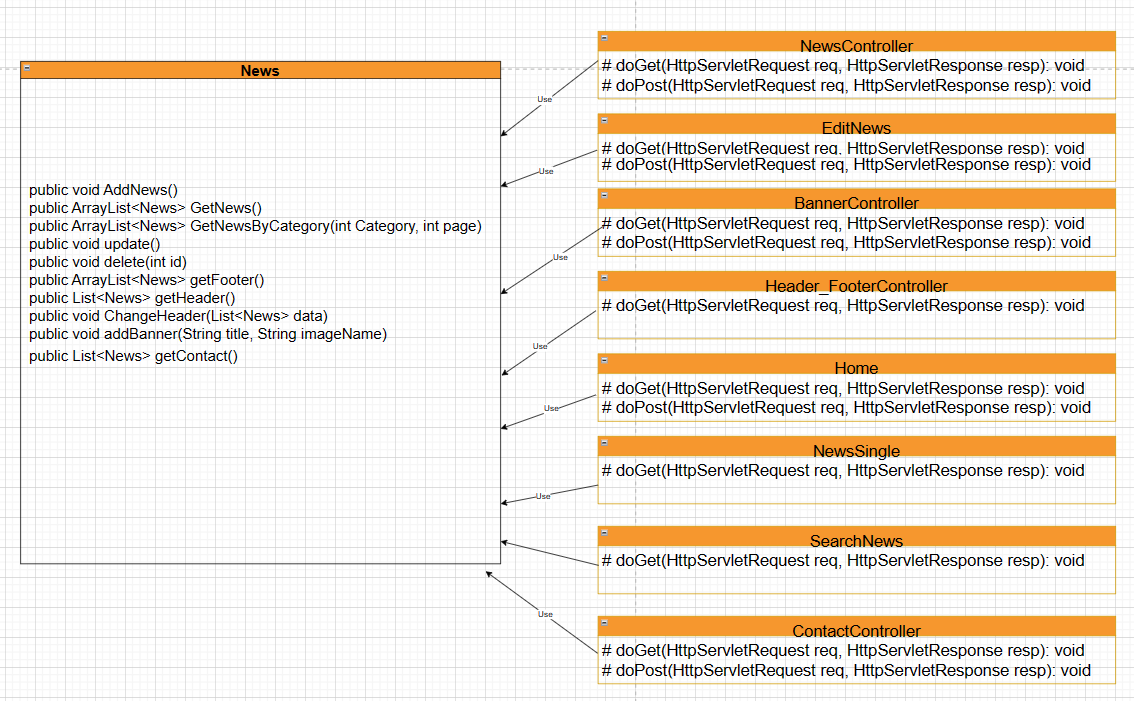 News
public void AddNews()
public ArrayList<News> GetNews()
public ArrayList<News> GetNewsByCategory(int Category, int page)
public void update()
public void delete(int id)
public ArrayList<News> getFooter()
public List<News> getHeader()
public void ChangeHeader(List<News> data)
public void addBanner(String title, String imageName)
public List<News> getContact()
Use
Use
Use
Use
Use
Use
Use
NewsController
# doGet(HttpServletRequest req, HttpServletResponse resp): void
# doPost(HttpServletRequest req, HttpServletResponse resp): void
EditNews
# doGet(HttpServletRequest req, HttpServletResponse resp): void
# doPost(HttpServletRequest req, HttpServletResponse resp): void
BannerController
# doGet(HttpServletRequest req, HttpServletResponse resp): void
# doPost(HttpServletRequest req, HttpServletResponse resp): void
Header_FooterController
# doGet(HttpServletRequest req, HttpServletResponse resp): void
Home
# doGet(HttpServletRequest req, HttpServletResponse resp): void
# doPost(HttpServletRequest req, HttpServletResponse resp): void
NewsSingle
# doGet(HttpServletRequest req, HttpServletResponse resp): void
SearchNews
# doGet(HttpServletRequest req, HttpServletResponse resp): void
ContactController
# doGet(HttpServletRequest req, HttpServletResponse resp): void
# doPost(HttpServletRequest req, HttpServletResponse resp): void